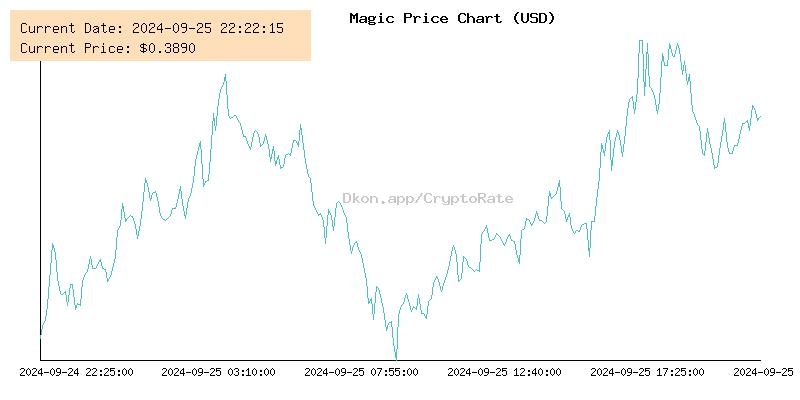 Magic Price Chart (USD)
Current Date: 2024-09-25 22:22:15
Current Price: $0.3890
Dkon.app/CryptoRate
2024-09-24 22:25:00 2024-09-25 03:10:00 2024-09-25 07:55:00 2024-09-25 12:40:00 2024-09-25 17:25:00 2024-09-25